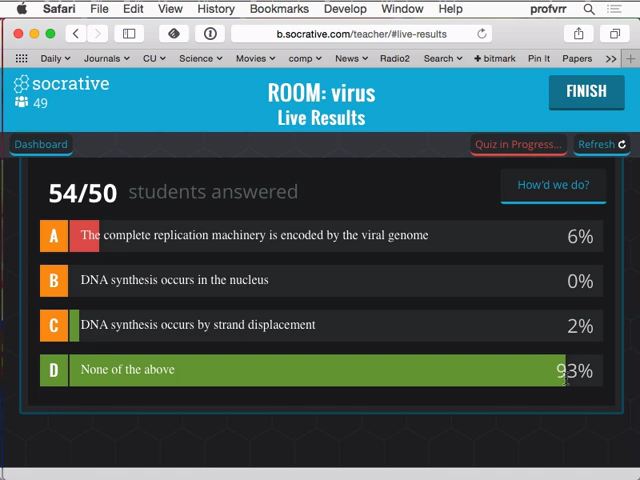 Safari File Edit View History Bookmarks Develop Window Help profvrr
b.socrative.com/teacher/#live-results
Daily Journals CU Science Movies comp News Radio2 Search + bitmark Pin It Papers >> +
socrative
49
ROOM: virus
Live Results
FINISH
Dashboard
Quiz in Progress...
Refresh
54/50 students answered
How'd we do?
A The complete replication machinery is encoded by the viral genome 6%
B DNA synthesis occurs in the nucleus 0%
C DNA synthesis occurs by strand displacement 2%
D None of the above 93%